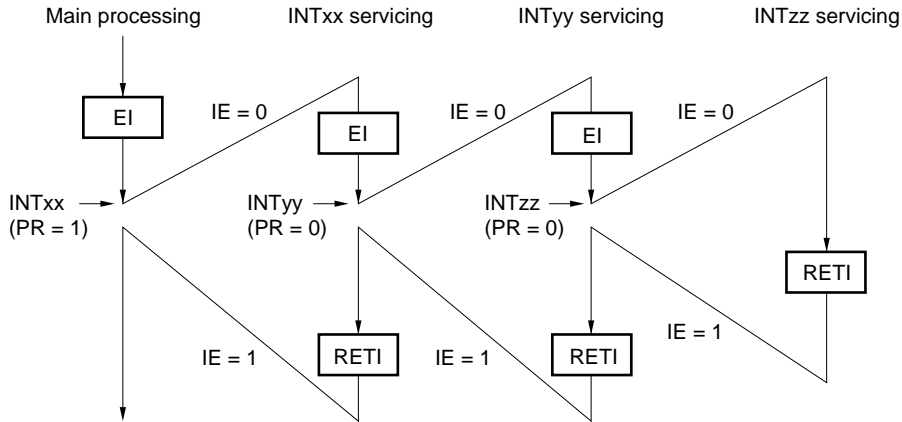 Main processing
INTxx servicing
INTyy servicing
INTzz servicing
EI
IE = 0
EI
IE = 0
EI
IE = 0
INTxx
(PR = 1)
INTyy
(PR = 0)
INTzz
(PR = 0)
RETI
IE = 1
RETI
IE = 1
RETI
IE = 1